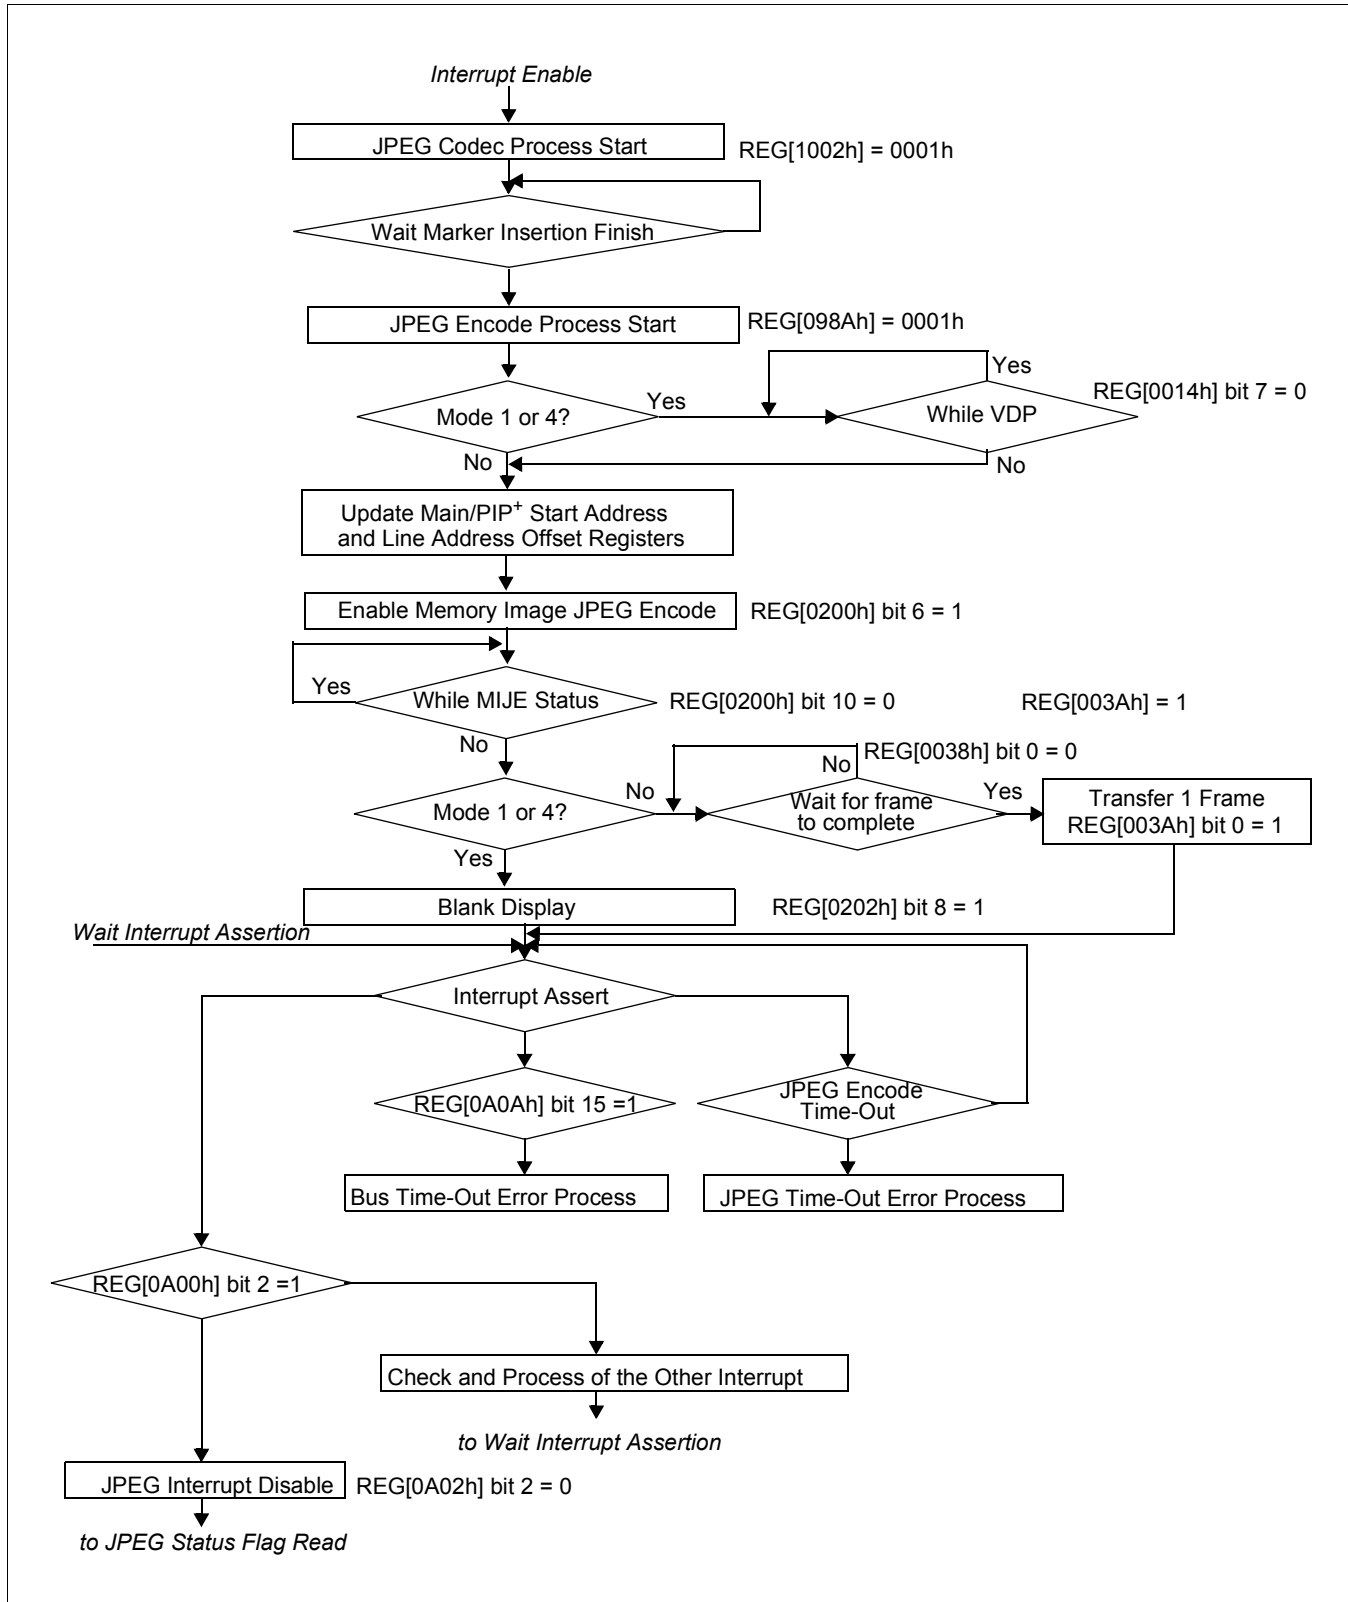 Interrupt Enable
JPEG Codec Process Start
REG[1002h] = 0001h
Wait Marker Insertion Finish
JPEG Encode Process Start
REG[098Ah] = 0001h
Yes
REG[0014h] bit 7 = 0
Mode 1 or 4?
Yes
While VDP
No
No
Update Main/PIP+ Start Address
and Line Address Offset Registers
Enable Memory Image JPEG Encode
REG[0200h] bit 6 = 1
Yes
While MIJE Status
REG[0200h] bit 10 = 0
REG[003Ah] = 1
No
REG[0038h] bit 0 = 0
No
Mode 1 or 4?
No
Wait for frame
to complete
Yes
Transfer 1 Frame
REG[003Ah] bit 0 = 1
Yes
Blank Display
REG[0202h] bit 8 = 1
Wait Interrupt Assertion
Interrupt Assert
REG[0A0Ah] bit 15 =1
JPEG Encode
Time-Out
Bus Time-Out Error Process
JPEG Time-Out Error Process
REG[0A00h] bit 2 =1
Check and Process of the Other Interrupt
to Wait Interrupt Assertion
JPEG Interrupt Disable
REG[0A02h] bit 2 = 0
to JPEG Status Flag Read